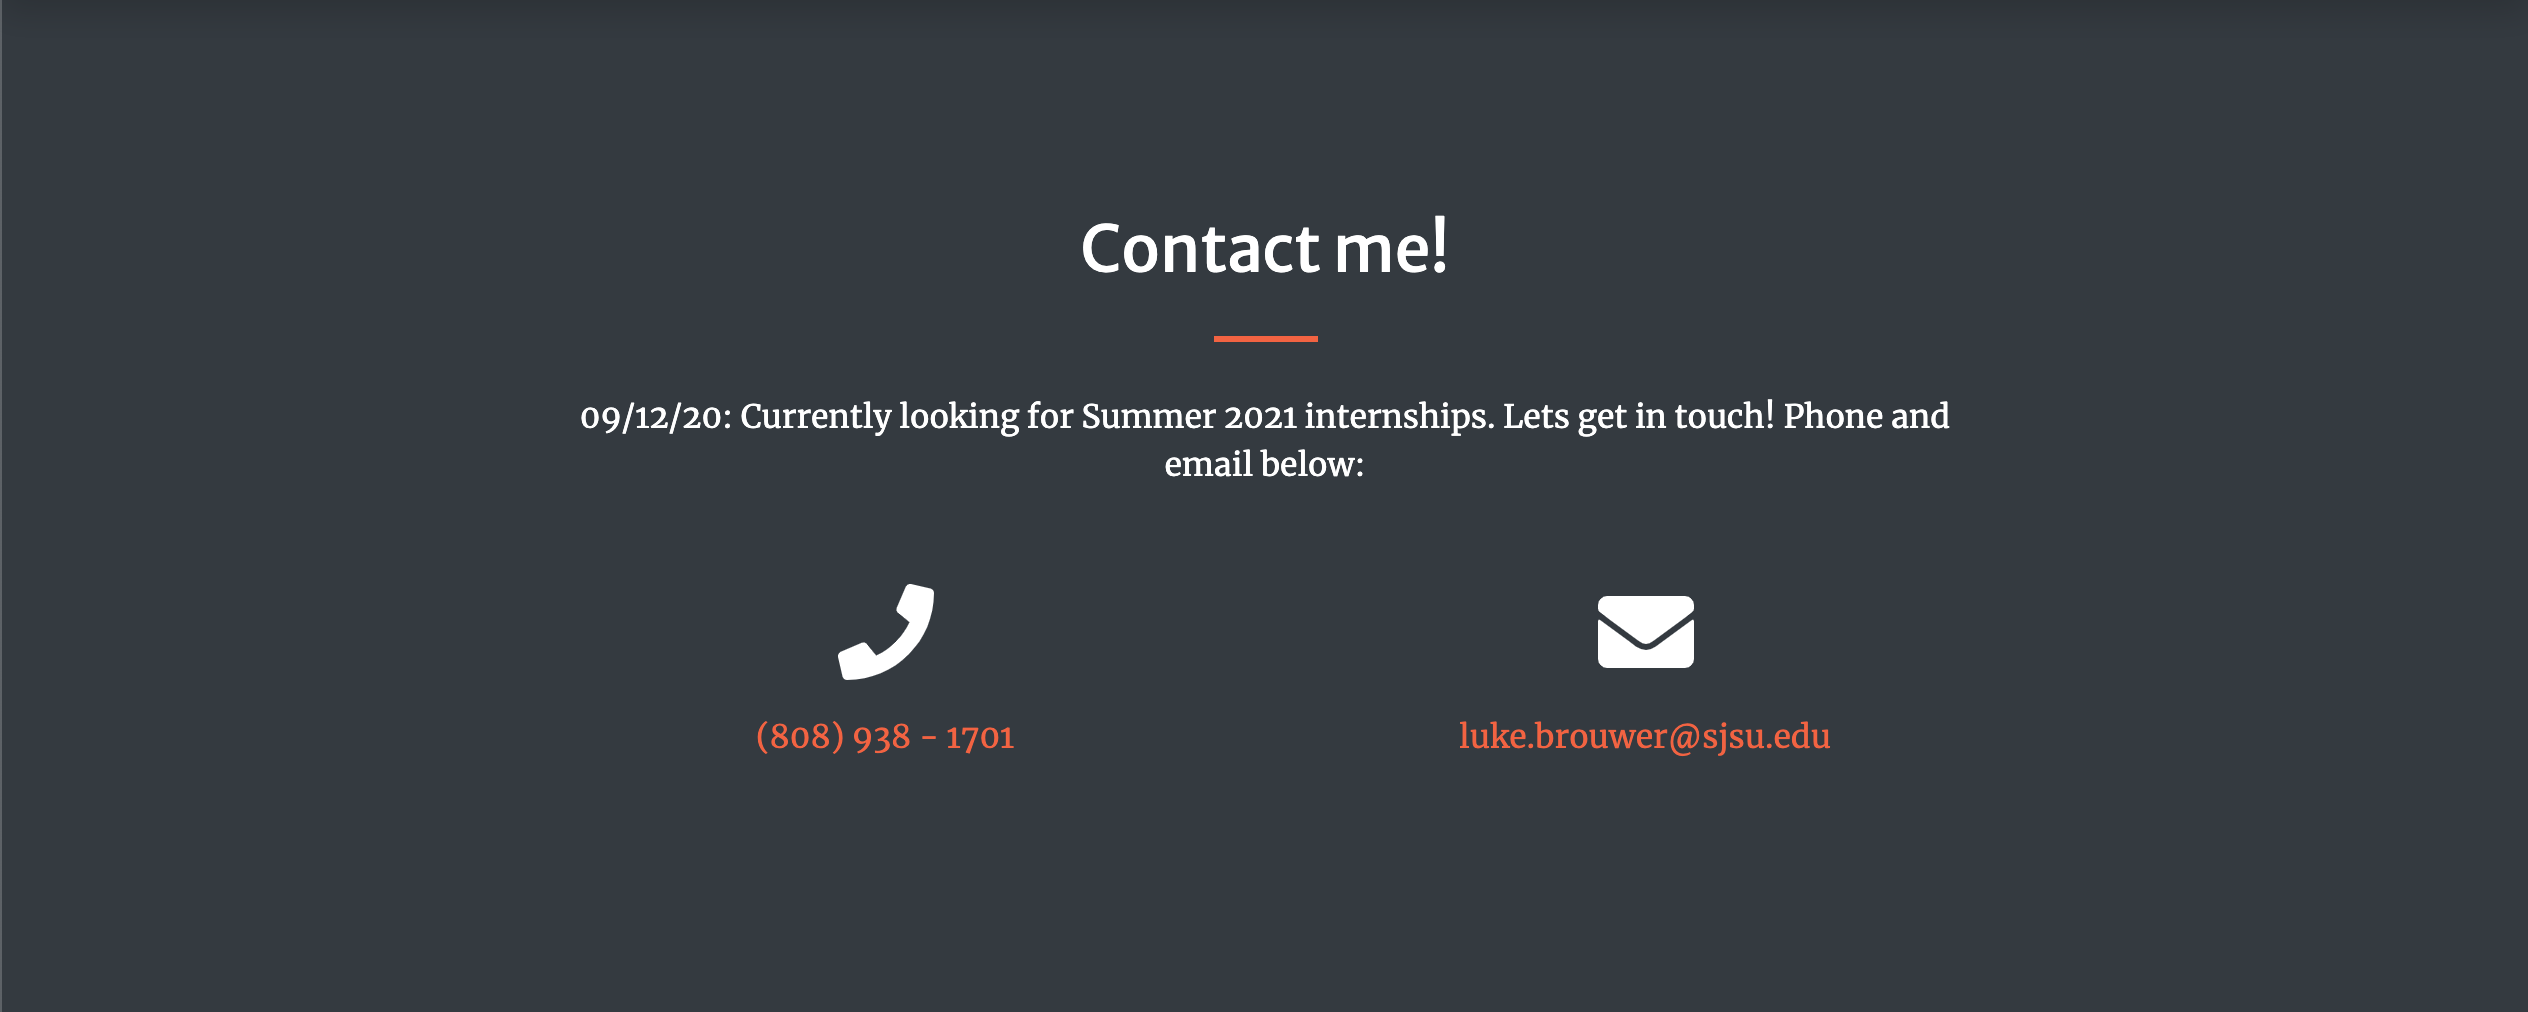 Contact me!
09/12/20: Currently looking for Summer 2021 internships. Lets get in touch! Phone and
email below:
(808) 938 - 1701
luke.brouwer@sjsu.edu